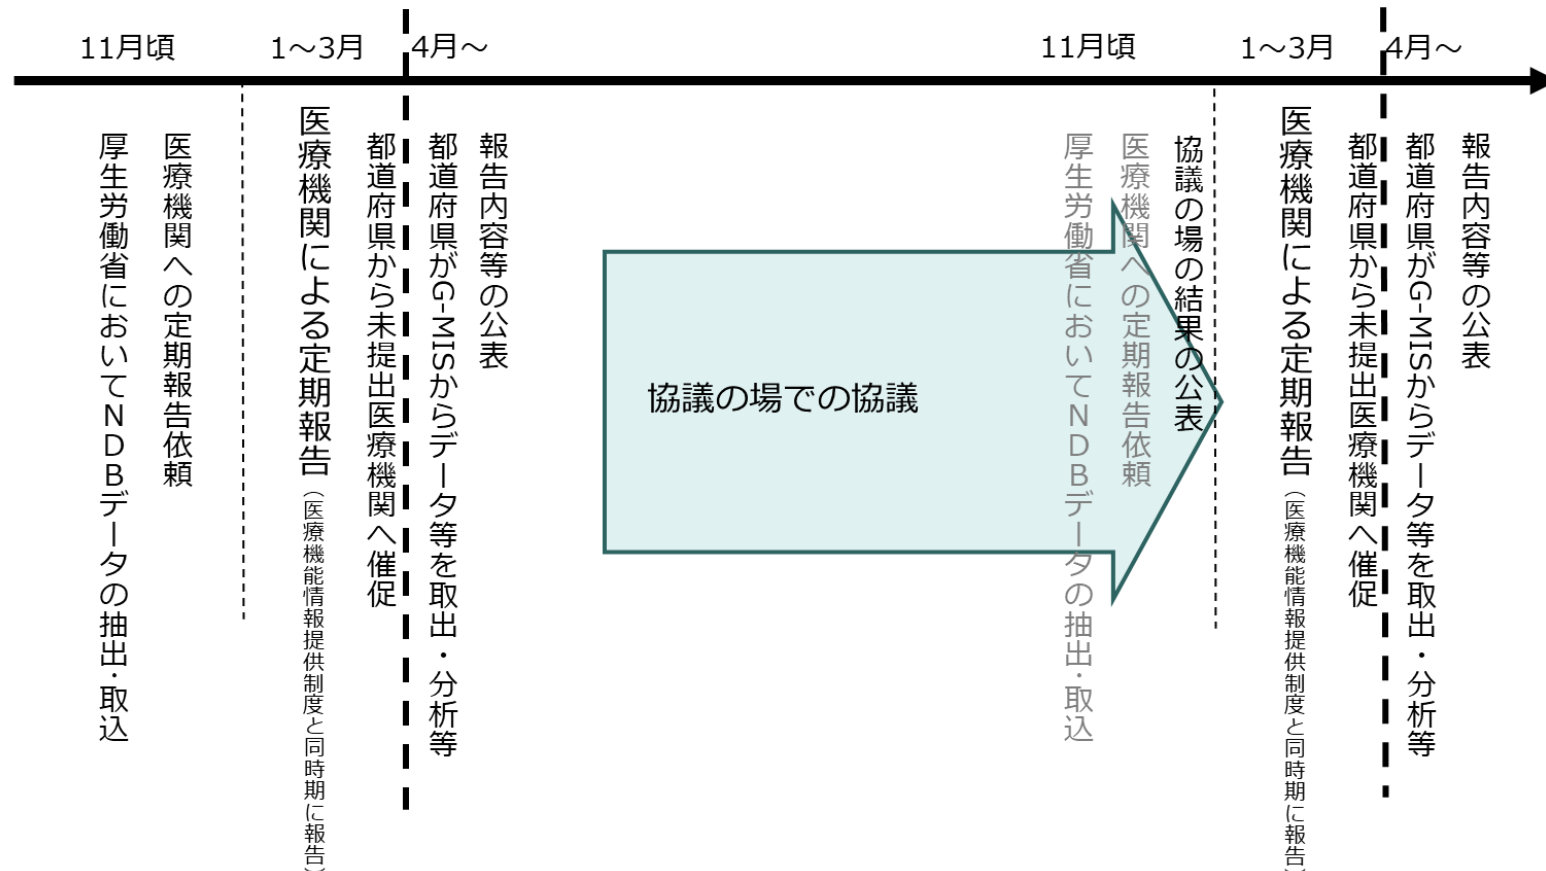 11月頃
1～3月
4月～
11月頃
1～3月
4月～
厚生労働省においてＮＤＢデータの抽出・取込
医療機関への定期報告依頼
医療機関による定期報告（医療機能情報提供制度と同時期に報告）
都道府県から未提出医療機関へ催促
都道府県がG-MISからデータ等を取出・分析等
報告内容等の公表
協議の場での協議
厚生労働省においてＮＤＢデータの抽出・取込
医療機関への定期報告依頼
協議の場の結果の公表
医療機関による定期報告（医療機能情報提供制度と同時期に報告）
都道府県から未提出医療機関へ催促
都道府県がG-MISからデータ等を取出・分析等
報告内容等の公表